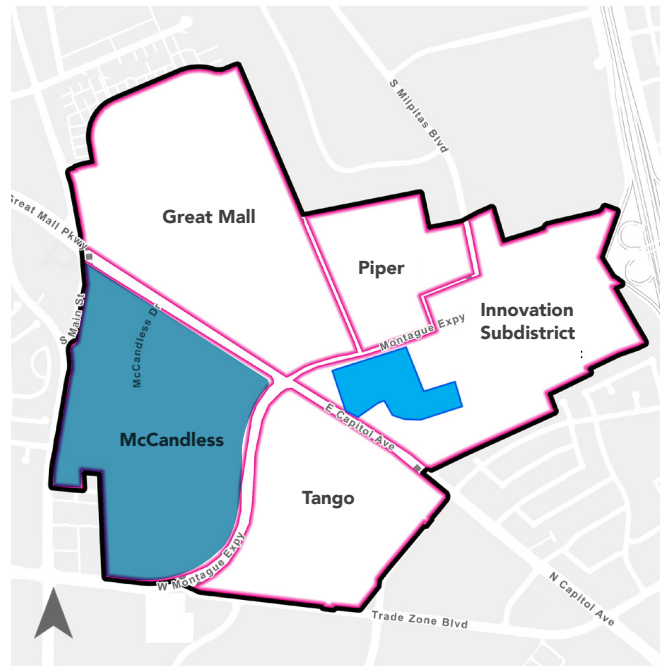 S Milpitas Blvd
Great Mall Pkwy
Great Mall
Piper
Innovation
Subdistrict
S Main St
McCandless Dr
Montague Expy
McCandless
E Capitol Ave
Tango
W Montague Expy
N Capitol Ave
Trade Zone Blvd